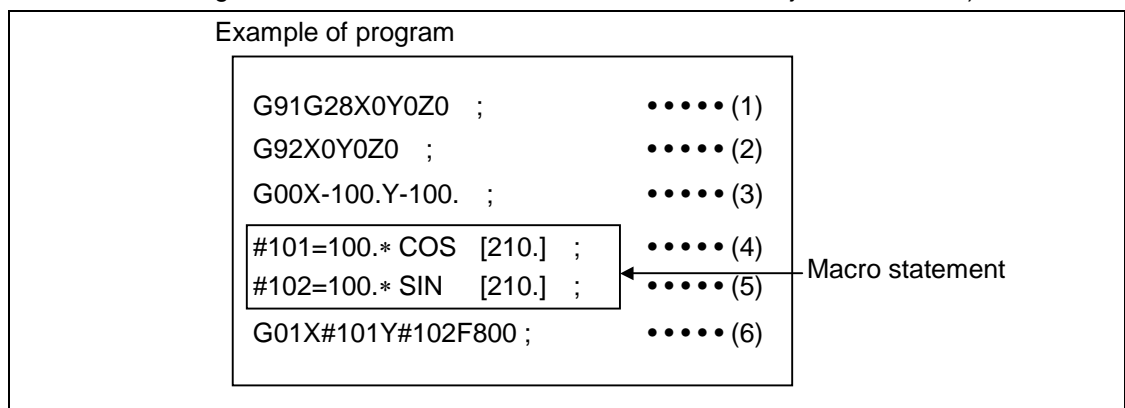 Example of program
G91G28X0Y0Z0 ; •••••(1)
G92X0Y0Z0 ; •••••(2)
G00X-100.Y-100. ; •••••(3)
#101=100.∗ COS [210.] ; •••••(4)
#102=100.∗ SIN [210.] ; •••••(5)
Macro statement
G01X#101Y#102F800 ; •••••(6)